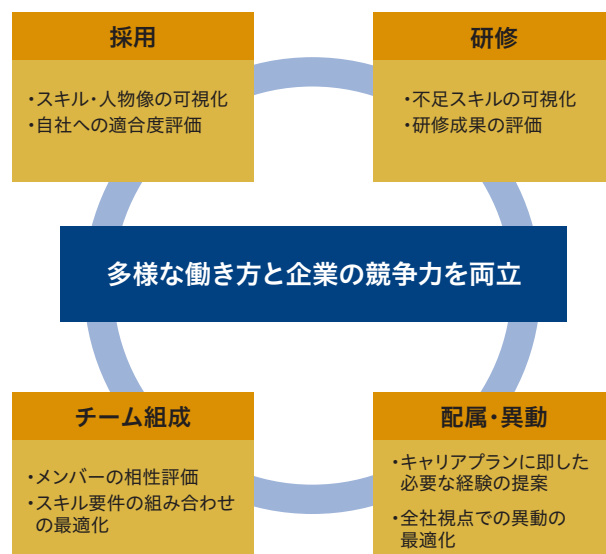 採用
・スキル・人物像の可視化
・自社への適合度評価
研修
・不足スキルの可視化
・研修成果の評価
多様な働き方と企業の競争力を両立
チーム組成
・メンバーの相性評価
・スキル要件の組み合わせ
の最適化
配属・異動
・キャリアプランに即した
必要な経験の提案
・全社視点での異動の
最適化